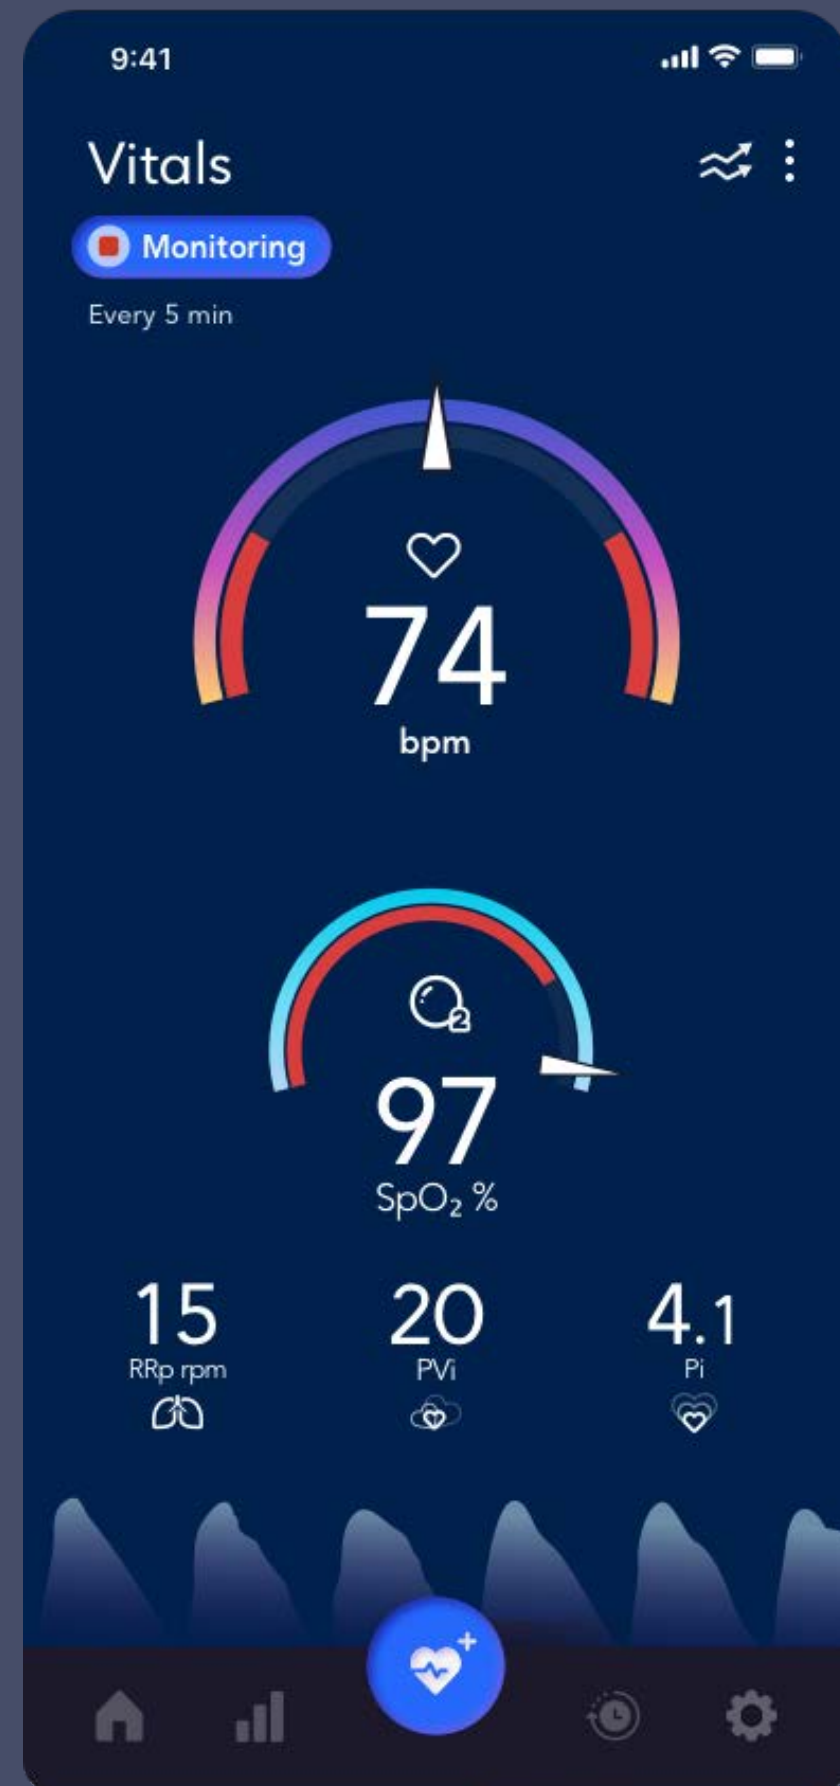 9:41
Vitals
Monitoring
Every 5 min
74
bpm
2
97
SpO₂ %
15 20 4.1
RRp rpm PVi Pi